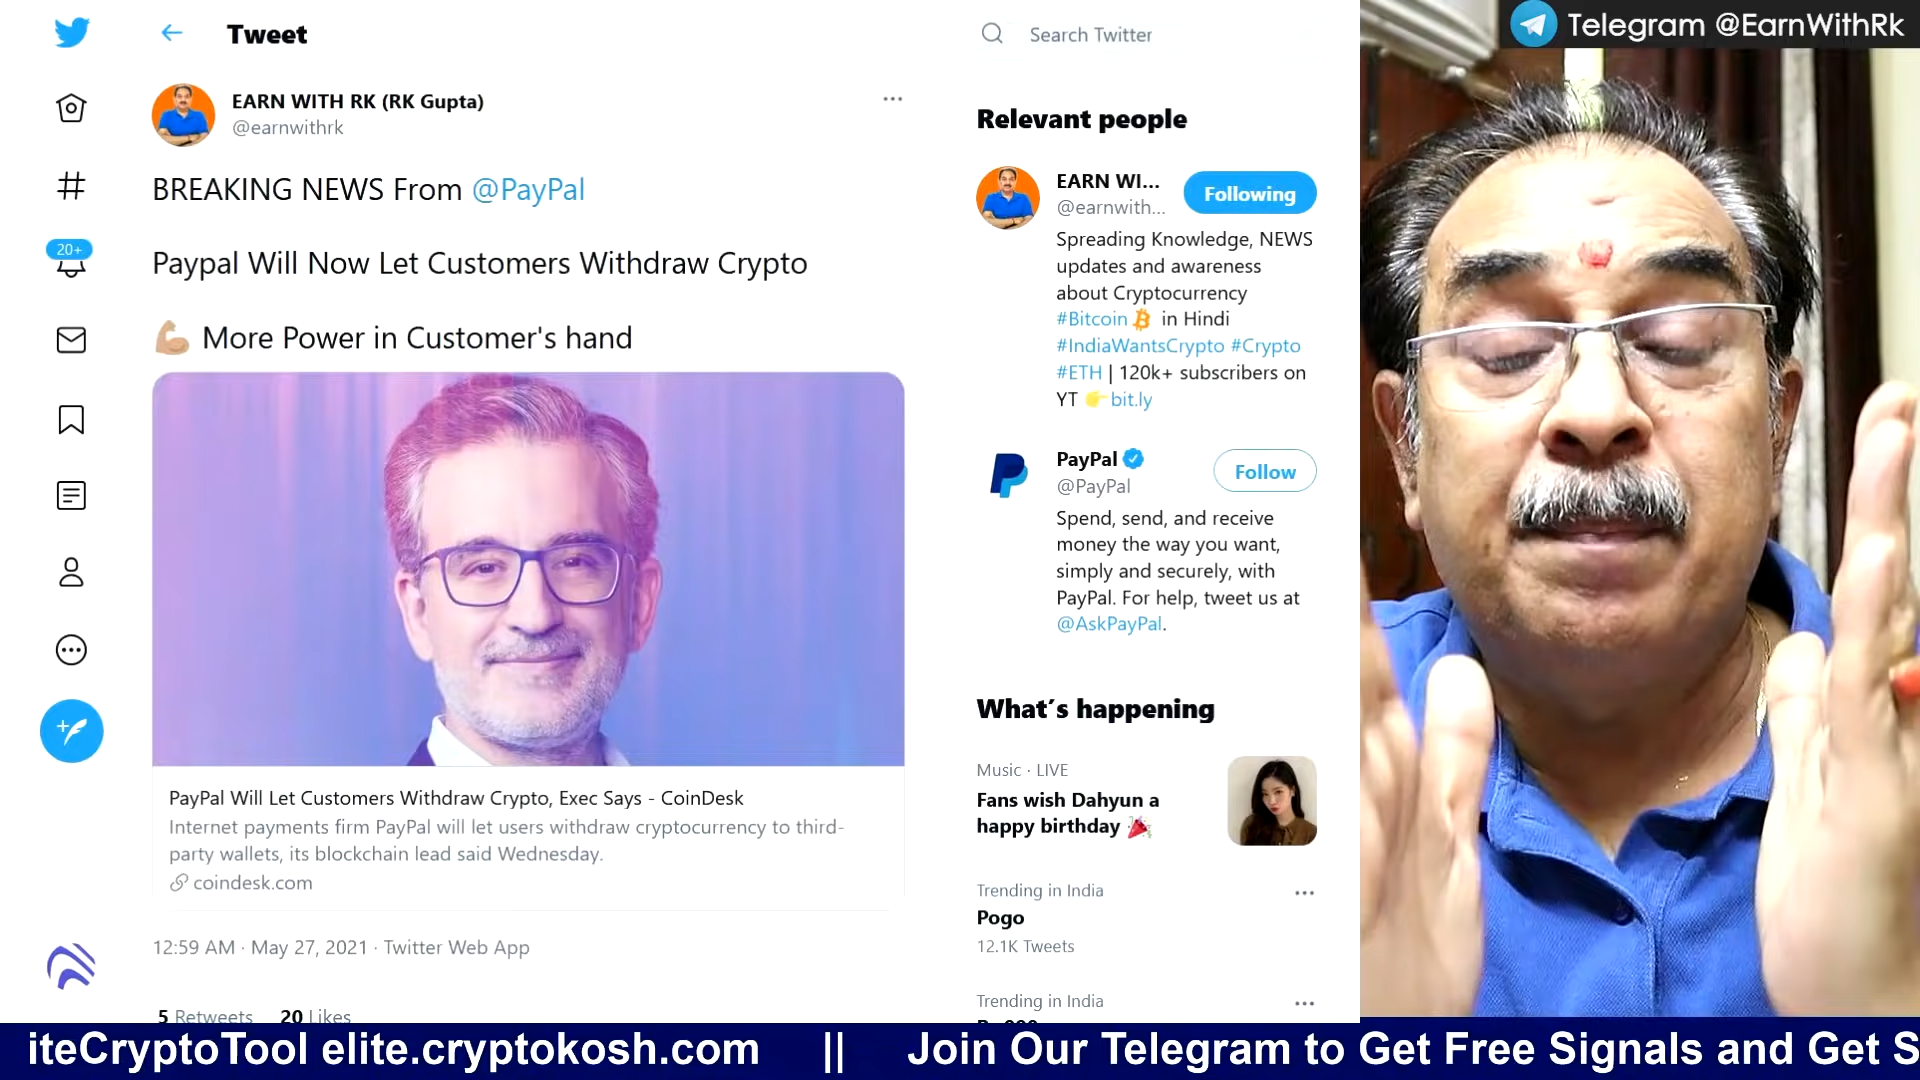 Tweet
EARN WITH RK (RK Gupta)
@earnwithrk
BREAKING NEWS From @PayPal
Paypal Will Now Let Customers Withdraw Crypto
💪🏼 More Power in Customer's hand
PayPal Will Let Customers Withdraw Crypto, Exec Says - CoinDesk
Internet payments firm PayPal will let users withdraw cryptocurrency to third-
party wallets, its blockchain lead said Wednesday.
coindesk.com
12:59 AM · May 27, 2021 · Twitter Web App
5 Retweets 20 Likes
20+
Search Twitter
Relevant people
EARN WI... Following
@earnwith...
Spreading Knowledge, NEWS
updates and awareness
about Cryptocurrency
#Bitcoin in Hindi
#IndiaWantsCrypto #Crypto
#ETH | 120k+ subscribers on
YT 👉 bit.ly
PayPal
@PayPal
Follow
Spend, send, and receive
money the way you want,
simply and securely, with
PayPal. For help, tweet us at
@AskPayPal.
What's happening
Music · LIVE
Fans wish Dahyun a
happy birthday 🎉
Trending in India
Pogo
12.1K Tweets
Trending in India
Telegram @EarnWithRk
iteCryptoTool elite.cryptokosh.com || Join Our Telegram to Get Free Signals and Get S